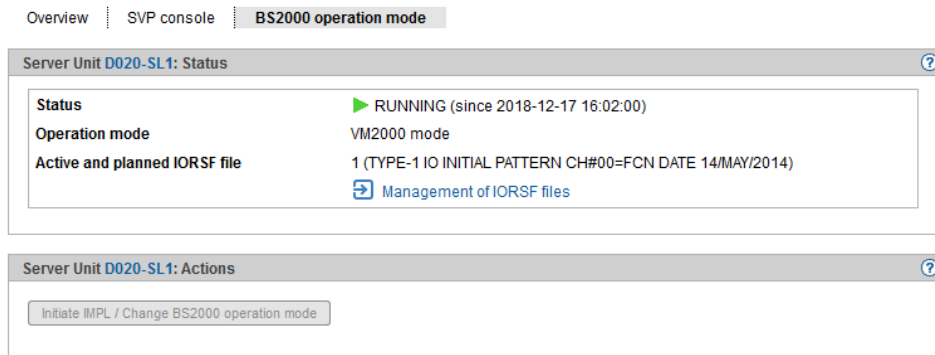 Overview SVP console BS2000 operation mode
Server Unit D020-SL1: Status ?
Status RUNNING (since 2018-12-17 16:02:00)
Operation mode VM2000 mode
Active and planned IORSF file 1 (TYPE-1 IO INITIAL PATTERN CH#00=FCN DATE 14/MAY/2014)
Management of IORSF files
Server Unit D020-SL1: Actions ?
Initiate IMPL / Change BS2000 operation mode